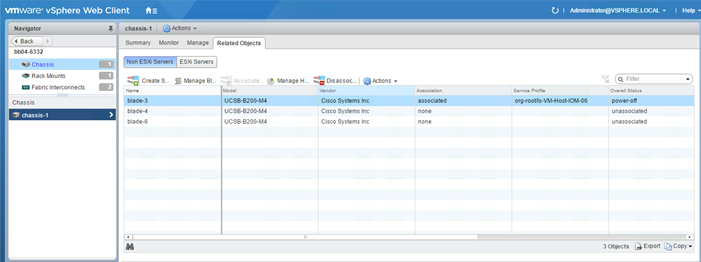 vmware® vSphere Web Client
Administrator@VSPHERE.LOCAL
Help
Navigator
Back
bb04-6332
Chassis 1
Rack Mounts 1
Fabric Interconnects 2
Chassis
chassis-1
chassis-1 Actions
Summary Monitor Manage Related Objects
Non ESXi Servers ESXi Servers
Create S... Manage Bl... Associate... Manage H... Disassoc... Actions
Filter
Name Model Vendor Association Service Profile Overall Status
blade-3 UCSB-B200-M4 Cisco Systems Inc associated org-root/ls-VM-Host-IOM-06 power-off
blade-4 UCSB-B200-M4 Cisco Systems Inc none unassociated
blade-6 UCSB-B200-M4 Cisco Systems Inc none unassociated
3 Objects Export Copy